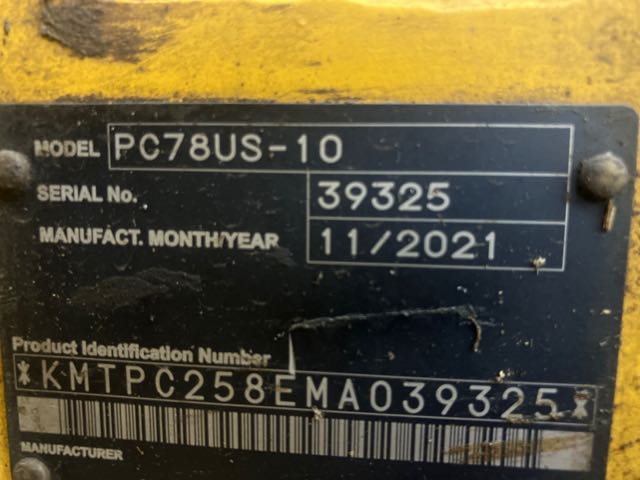 MODEL PC78US-10
SERIAL No. 39325
MANUFACT. MONTH/YEAR 11/2021
Product Identification Number
*KMTPC258EMA039325*
MANUFACTURER